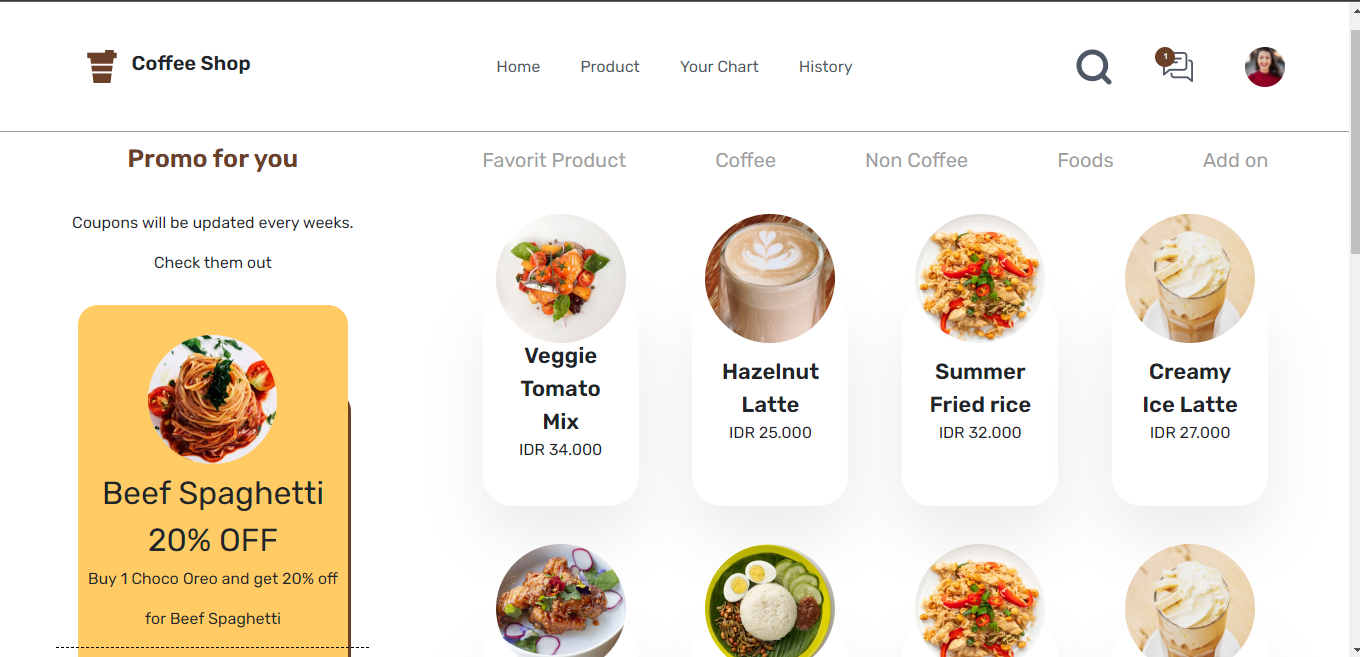 Coffee Shop
Home
Product
Your Chart
History
1
Promo for you
Coupons will be updated every weeks.
Check them out
Beef Spaghetti
20% OFF
Buy 1 Choco Oreo and get 20% off
for Beef Spaghetti
Favorit Product
Coffee
Non Coffee
Foods
Add on
Veggie
Tomato
Mix
IDR 34.000
Hazelnut
Latte
IDR 25.000
Summer
Fried rice
IDR 32.000
Creamy
Ice Latte
IDR 27.000